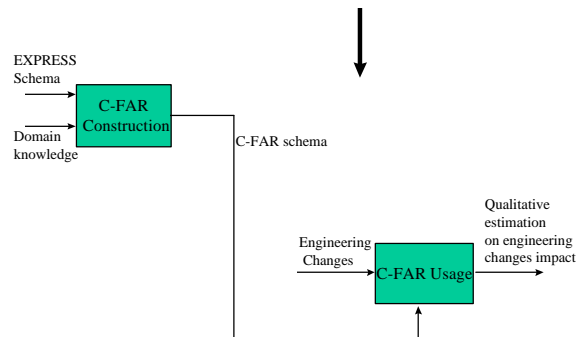 EXPRESS
Schema
C-FAR
Construction
Domain
knowledge
C-FAR schema
Engineering
Changes
C-FAR Usage
Qualitative
estimation
on engineering
changes impact